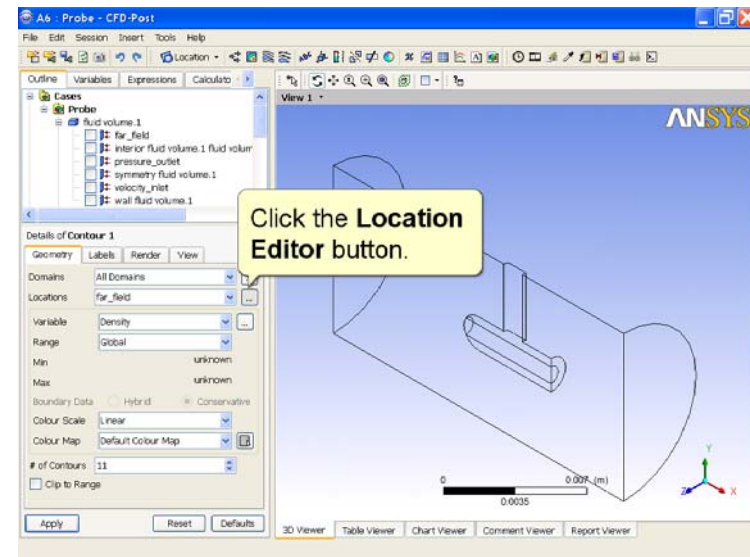 A6 : Probe - CFD-Post
File Edit Session Insert Tools Help
Location
Outline Variables Expressions Calculato
Cases
Probe
fluid volume.1
far_field
interior fluid volume.1 fluid volum
pressure_outlet
symmetry fluid volume.1
velocity_inlet
wall fluid volume.1
Details of Contour 1
Geometry Labels Render View
Domains All Domains
Locations far_field ...
Variable Density ...
Range Global
Min unknown
Max unknown
Boundary Data Hybrid Conservative
Colour Scale Linear
Colour Map Default Colour Map
# of Contours 11
Clip to Range
Apply Reset Defaults
View 1
ANSYS
Click the Location
Editor button.
0 0.007 (m)
0.0035
Y
Z X
3D Viewer Table Viewer Chart Viewer Comment Viewer Report Viewer